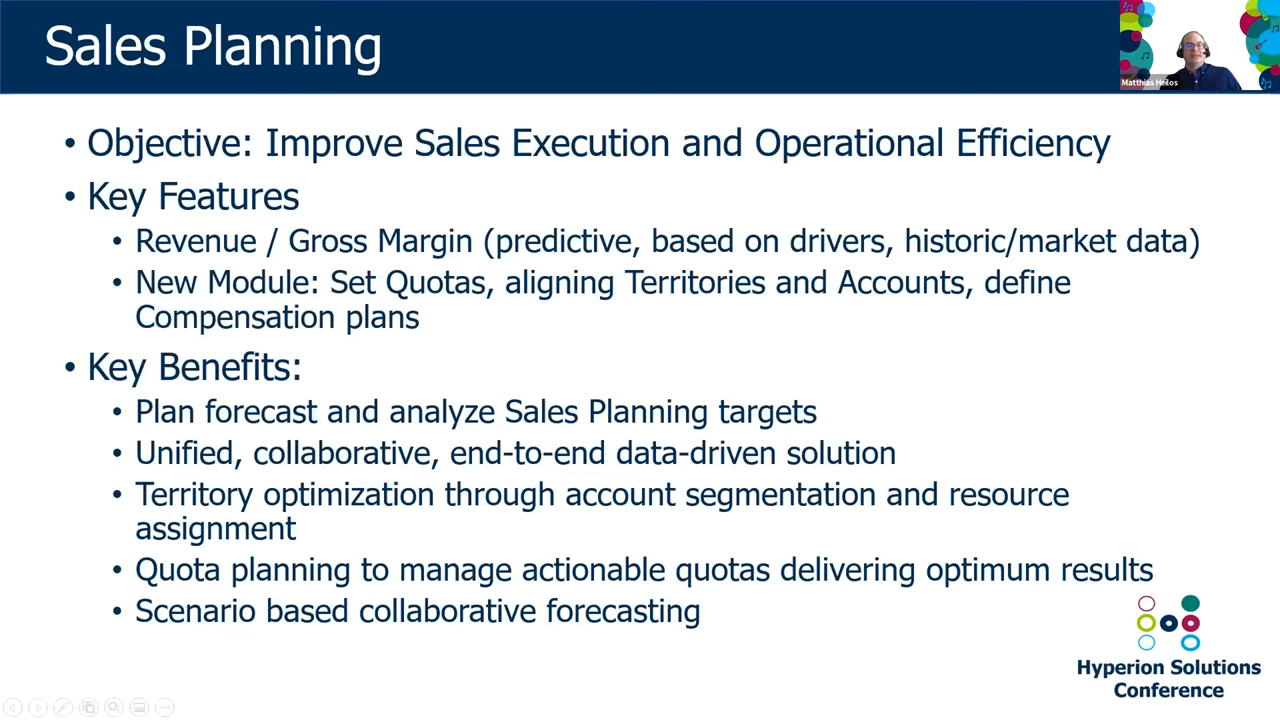 Sales Planning
Matthias Heilos
• Objective: Improve Sales Execution and Operational Efficiency
• Key Features
• Revenue / Gross Margin (predictive, based on drivers, historic/market data)
• New Module: Set Quotas, aligning Territories and Accounts, define
Compensation plans
• Key Benefits:
• Plan forecast and analyze Sales Planning targets
• Unified, collaborative, end-to-end data-driven solution
• Territory optimization through account segmentation and resource
assignment
• Quota planning to manage actionable quotas delivering optimum results
• Scenario based collaborative forecasting
Hyperion Solutions
Conference